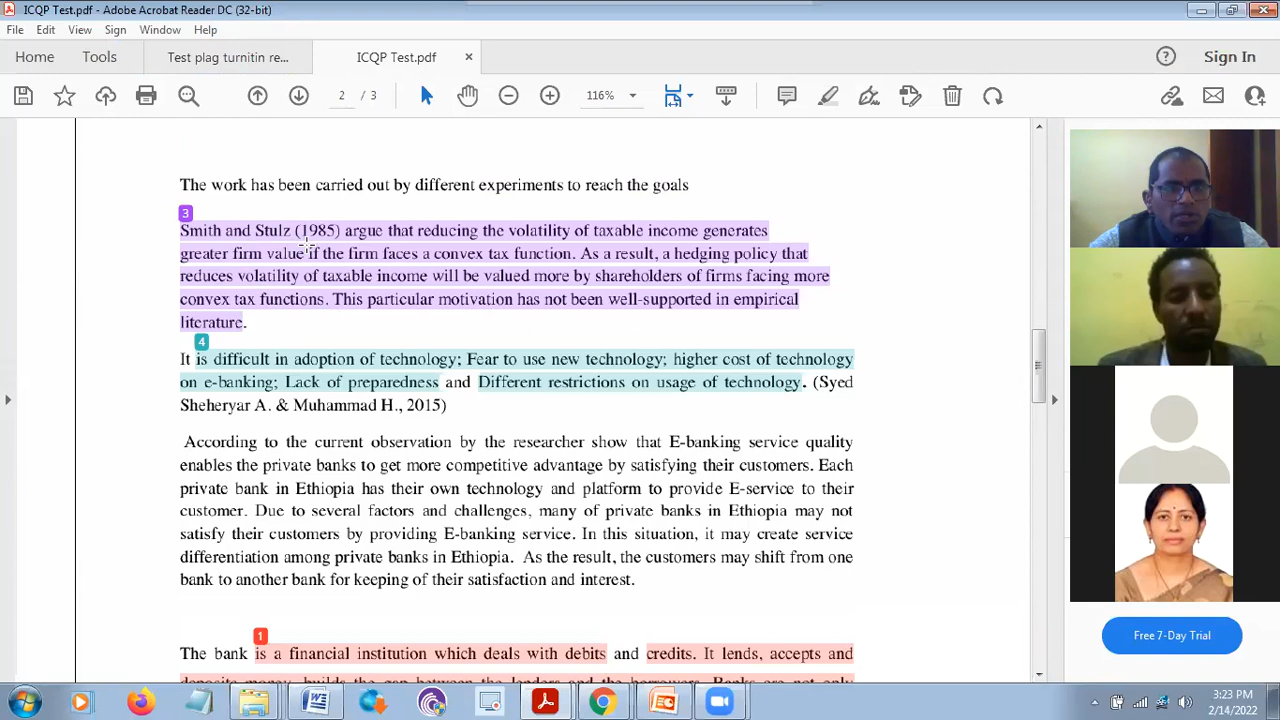 ICQP Test.pdf - Adobe Acrobat Reader DC (32-bit)
File Edit View Sign Window Help
Home Tools Test plag turnitin re... ICQP Test.pdf × Sign In
2 / 3 116%
The work has been carried out by different experiments to reach the goals
3
Smith and Stulz (1985) argue that reducing the volatility of taxable income generates
greater firm value if the firm faces a convex tax function. As a result, a hedging policy that
reduces volatility of taxable income will be valued more by shareholders of firms facing more
convex tax functions. This particular motivation has not been well-supported in empirical
literature.
4
It is difficult in adoption of technology; Fear to use new technology; higher cost of technology
on e-banking; Lack of preparedness and Different restrictions on usage of technology. (Syed
Sheheryar A. & Muhammad H., 2015)
According to the current observation by the researcher show that E-banking service quality
enables the private banks to get more competitive advantage by satisfying their customers. Each
private bank in Ethiopia has their own technology and platform to provide E-service to their
customer. Due to several factors and challenges, many of private banks in Ethiopia may not
satisfy their customers by providing E-banking service. In this situation, it may create service
differentiation among private banks in Ethiopia. As the result, the customers may shift from one
bank to another bank for keeping of their satisfaction and interest.
1
The bank is a financial institution which deals with debits and credits. It lends, accepts and
deposits money, builds the gap between the lenders and the borrowers. Banks are not only
Free 7-Day Trial
3:23 PM
2/14/2022